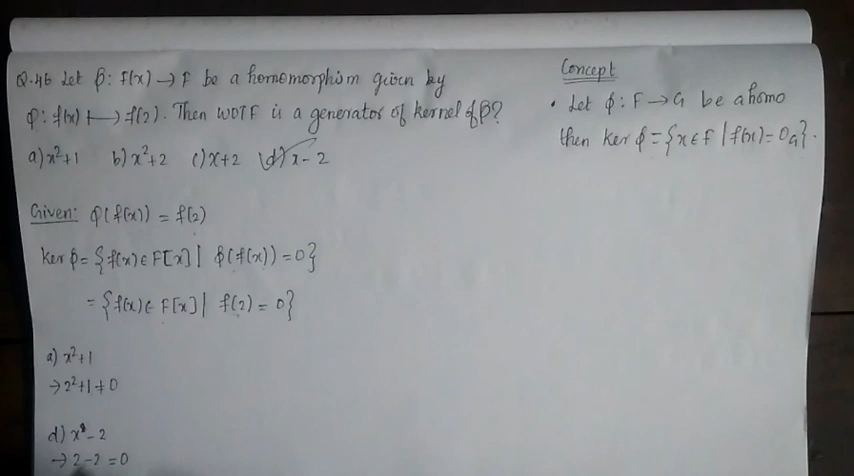 Q.46 Let φ: F(x) → F be a homomorphism given by
φ: f(x) ↦ f(2). Then WOTF is a generator of kernel of φ?
a) x²+1 b) x²+2 c) x+2 d) x-2
Given: φ(f(x)) = f(2)
ker φ = {f(x) ∈ F[x] | φ(f(x)) = 0}
= {f(x) ∈ F[x] | f(2) = 0}
a) x²+1
→ 2²+1 ≠ 0
d) x - 2
→ 2-2 = 0
Concept
• Let φ: F → G be a homo
then ker φ = {x ∈ F | f(x) = 0G}.